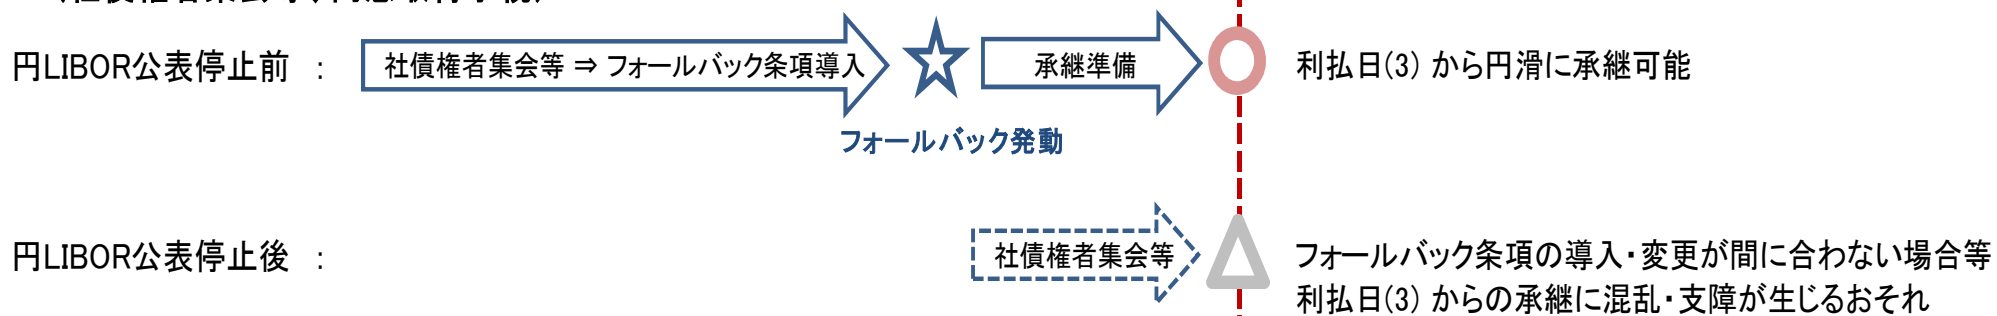 円LIBOR公表停止前 :
社債権者集会等 ⇒ フォールバック条項導入
承継準備
利払日(3) から円滑に承継可能
フォールバック発動
円LIBOR公表停止後 :
社債権者集会等
フォールバック条項の導入・変更が間に合わない場合等
利払日(3) からの承継に混乱・支障が生じるおそれ